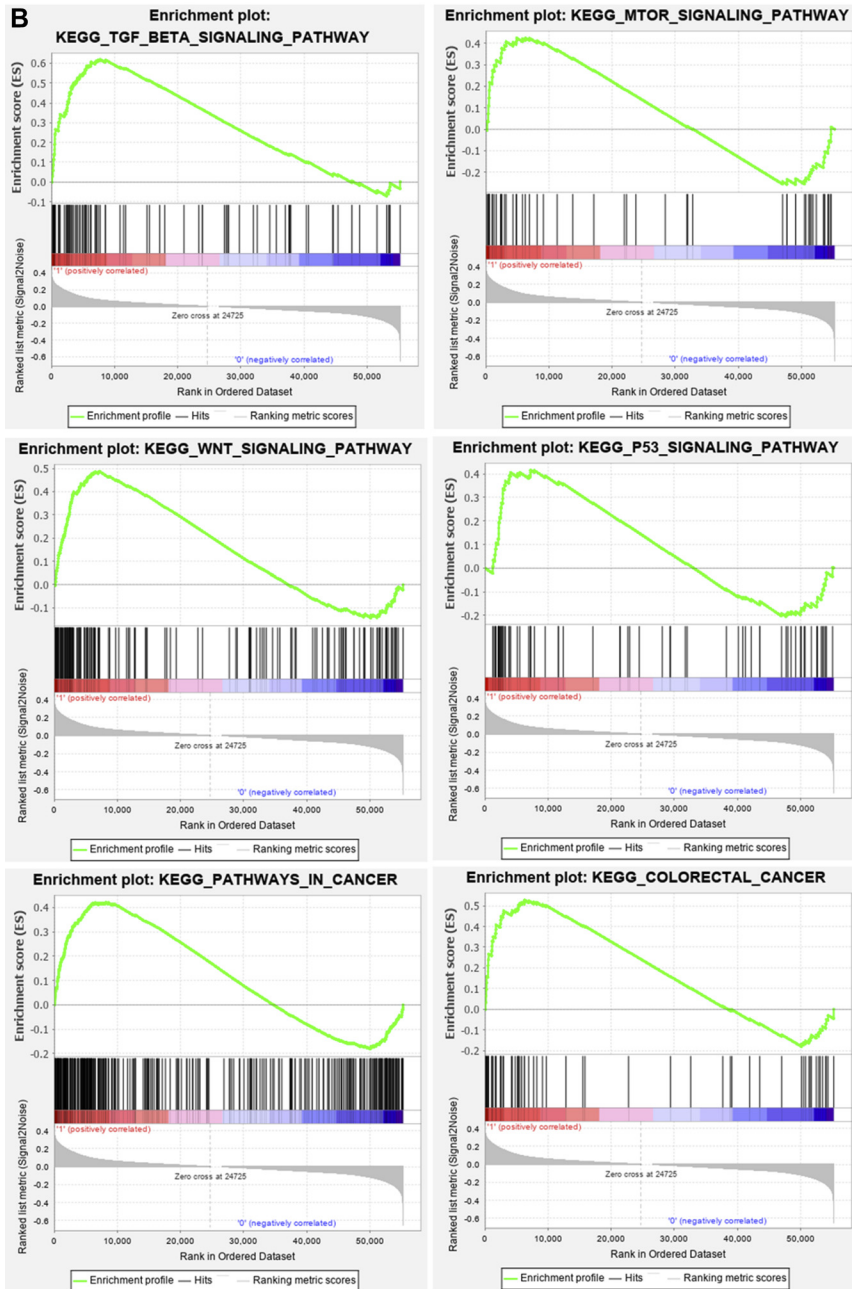 B
Enrichment plot:
KEGG_TGF_BETA_SIGNALING_PATHWAY
Enrichment score (ES)
0.6
0.5
0.4
0.3
0.2
0.1
0.0
-0.1
Ranked list metric (Signal2Noise)
'1' (positively correlated)
0.4
0.2
0.0
-0.2
-0.4
-0.6
Zero cross at 24725
'0' (negatively correlated)
0 10,000 20,000 30,000 40,000 50,000
Rank in Ordered Dataset
Enrichment profile Hits Ranking metric scores
Enrichment plot: KEGG_MTOR_SIGNALING_PATHWAY
Enrichment score (ES)
0.4
0.2
0.0
-0.2
Ranked list metric (Signal2Noise)
'1' (positively correlated)
0.4
0.2
0.0
-0.2
-0.4
-0.6
Zero cross at 24725
'0' (negatively correlated)
0 10,000 20,000 30,000 40,000 50,000
Rank in Ordered Dataset
Enrichment profile Hits Ranking metric scores
Enrichment plot: KEGG_WNT_SIGNALING_PATHWAY
Enrichment score (ES)
0.5
0.4
0.3
0.2
0.1
0.0
-0.1
Ranked list metric (Signal2Noise)
'1' (positively correlated)
0.4
0.2
0.0
-0.2
-0.4
-0.6
Zero cross at 24725
'0' (negatively correlated)
0 10,000 20,000 30,000 40,000 50,000
Rank in Ordered Dataset
Enrichment profile Hits Ranking metric scores
Enrichment plot: KEGG_P53_SIGNALING_PATHWAY
Enrichment score (ES)
0.4
0.3
0.2
0.1
0.0
-0.1
-0.2
Ranked list metric (Signal2Noise)
'1' (positively correlated)
0.4
0.2
0.0
-0.2
-0.4
-0.6
Zero cross at 24725
'0' (negatively correlated)
0 10,000 20,000 30,000 40,000 50,000
Rank in Ordered Dataset
Enrichment profile Hits Ranking metric scores
Enrichment plot: KEGG_PATHWAYS_IN_CANCER
Enrichment score (ES)
0.4
0.3
0.2
0.1
0.0
-0.1
-0.2
Ranked list metric (Signal2Noise)
'1' (positively correlated)
0.4
0.2
0.0
-0.2
-0.4
-0.6
Zero cross at 24725
'0' (negatively correlated)
0 10,000 20,000 30,000 40,000 50,000
Rank in Ordered Dataset
Enrichment profile Hits Ranking metric scores
Enrichment plot: KEGG_COLORECTAL_CANCER
Enrichment score (ES)
0.5
0.4
0.3
0.2
0.1
0.0
-0.1
-0.2
Ranked list metric (Signal2Noise)
'1' (positively correlated)
0.4
0.2
0.0
-0.2
-0.4
-0.6
Zero cross at 24725
'0' (negatively correlated)
0 10,000 20,000 30,000 40,000 50,000
Rank in Ordered Dataset
Enrichment profile Hits Ranking metric scores